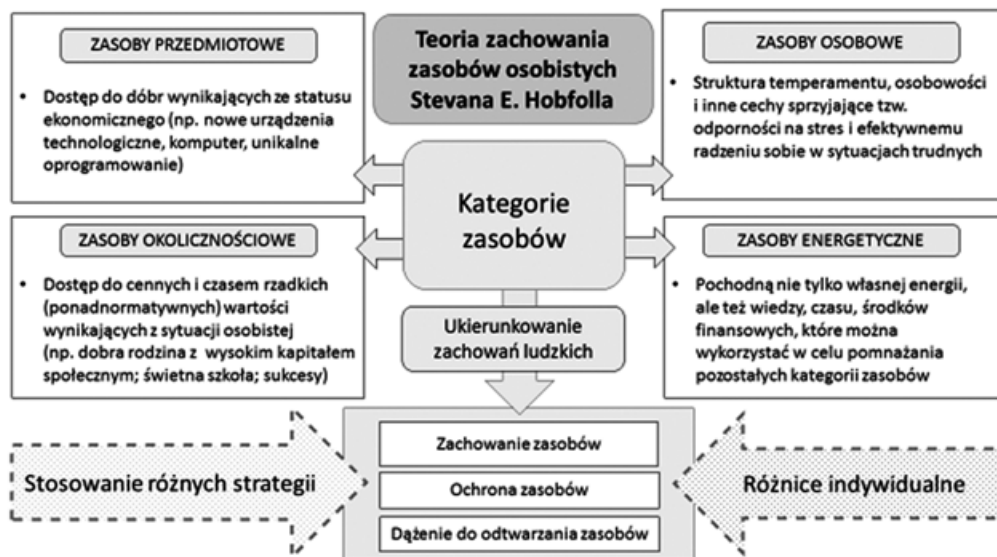 Teoria zachowania
zasobów osobistych
Stevana E. Hobfolla
ZASOBY PRZEDMIOTOWE
• Dostęp do dóbr wynikających ze statusu
ekonomicznego (np. nowe urządzenia
technologiczne, komputer, unikalne
oprogramowanie)
ZASOBY OSOBOWE
• Struktura temperamentu, osobowości
i inne cechy sprzyjające tzw.
odporności na stres i efektywnemu
radzeniu sobie w sytuacjach trudnych
Kategorie
zasobów
ZASOBY OKOLICZNOŚCIOWE
• Dostęp do cennych i czasem rzadkich
(ponadnormatywnych) wartości
wynikających z sytuacji osobistej
(np. dobra rodzina z wysokim kapitałem
społecznym; świetna szkoła; sukcesy)
ZASOBY ENERGETYCZNE
• Pochodną nie tylko własnej energii,
ale też wiedzy, czasu, środków
finansowych, które można
wykorzystać w celu pomnażania
pozostałych kategorii zasobów
Ukierunkowanie
zachowań ludzkich
Stosowanie różnych strategii
Zachowanie zasobów
Ochrona zasobów
Dążenie do odtwarzania zasobów
Różnice indywidualne